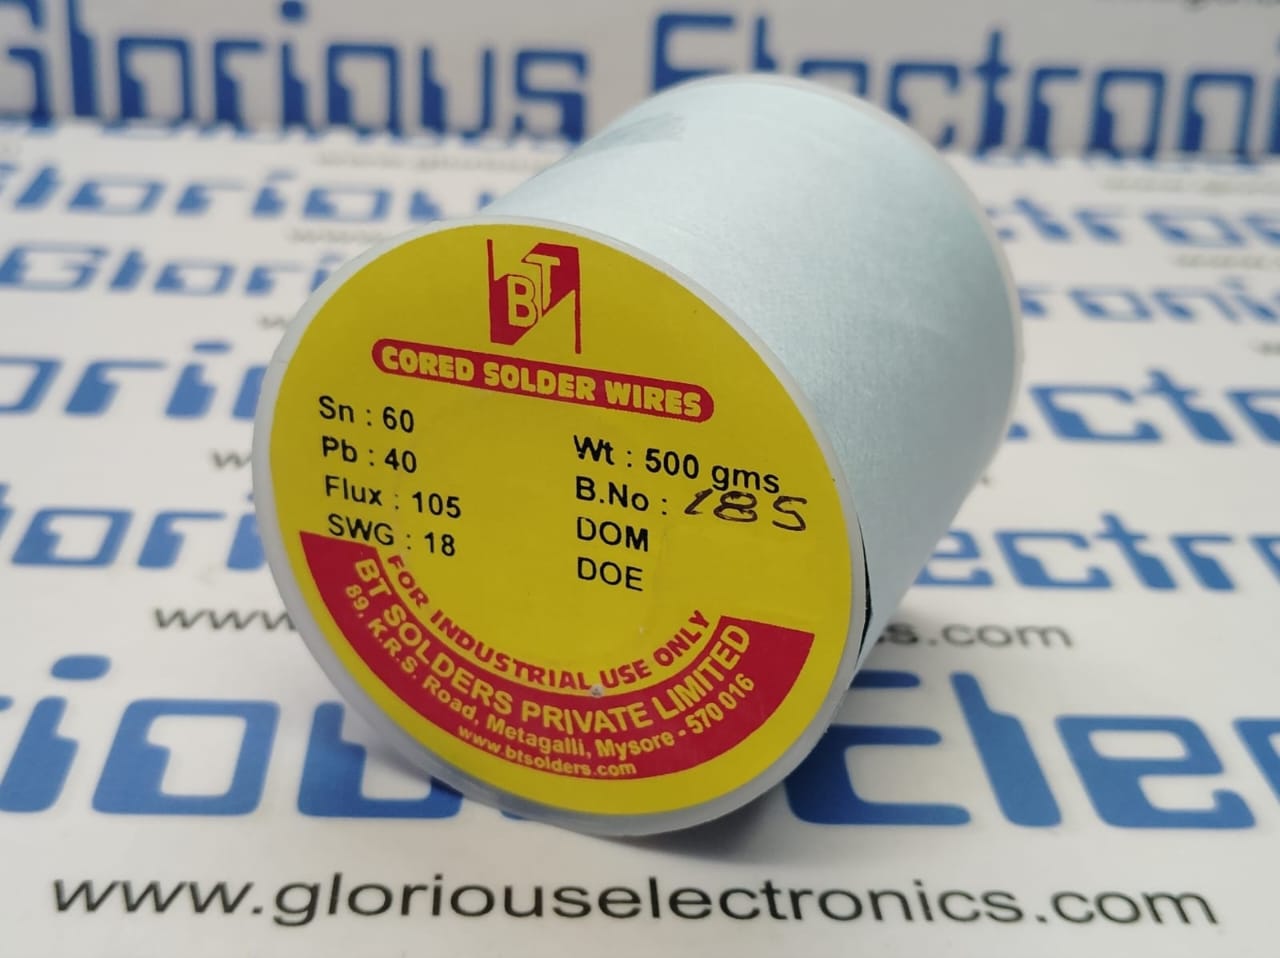 Glorious Electroni
BT
CORED SOLDER WIRES
Sn : 60
Pb : 40
Flux : 105
SWG : 18
Wt : 500 gms
B.No : 185
DOM
DOE
FOR INDUSTRIAL USE ONLY
BT SOLDERS PRIVATE LIMITED
89, K.R.S. Road, Metagalli, Mysore - 570 016
www.btsolders.com
www.gloriouselectronics.com